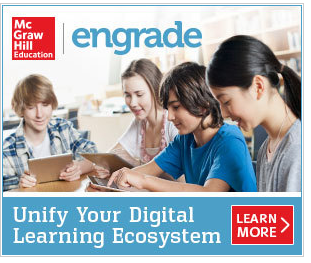 Mc
Graw
Hill
Education
engrade
Unify Your Digital
Learning Ecosystem
LEARN
MORE